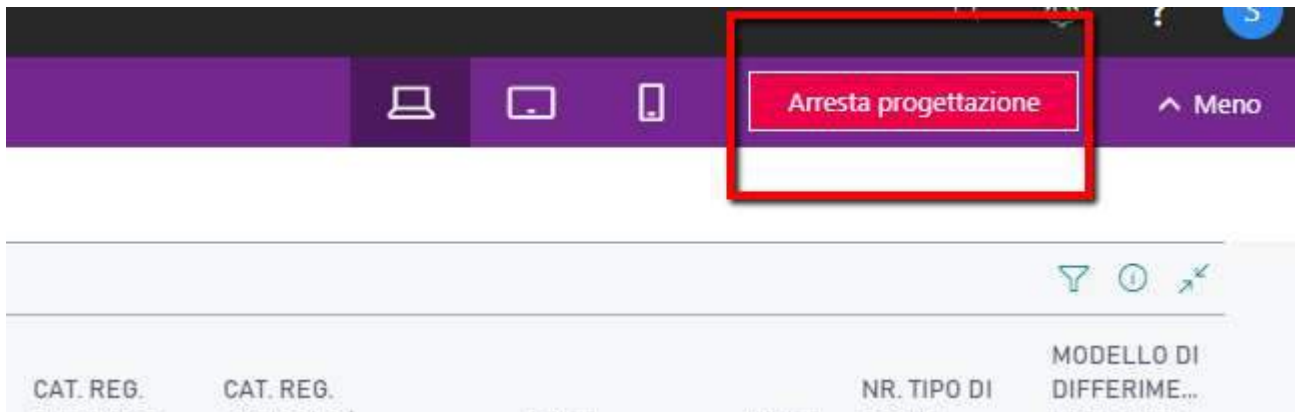 ? S
Arresta progettazione
Meno
MODELLO DI
CAT. REG. CAT. REG. NR. TIPO DI DIFFERIME...